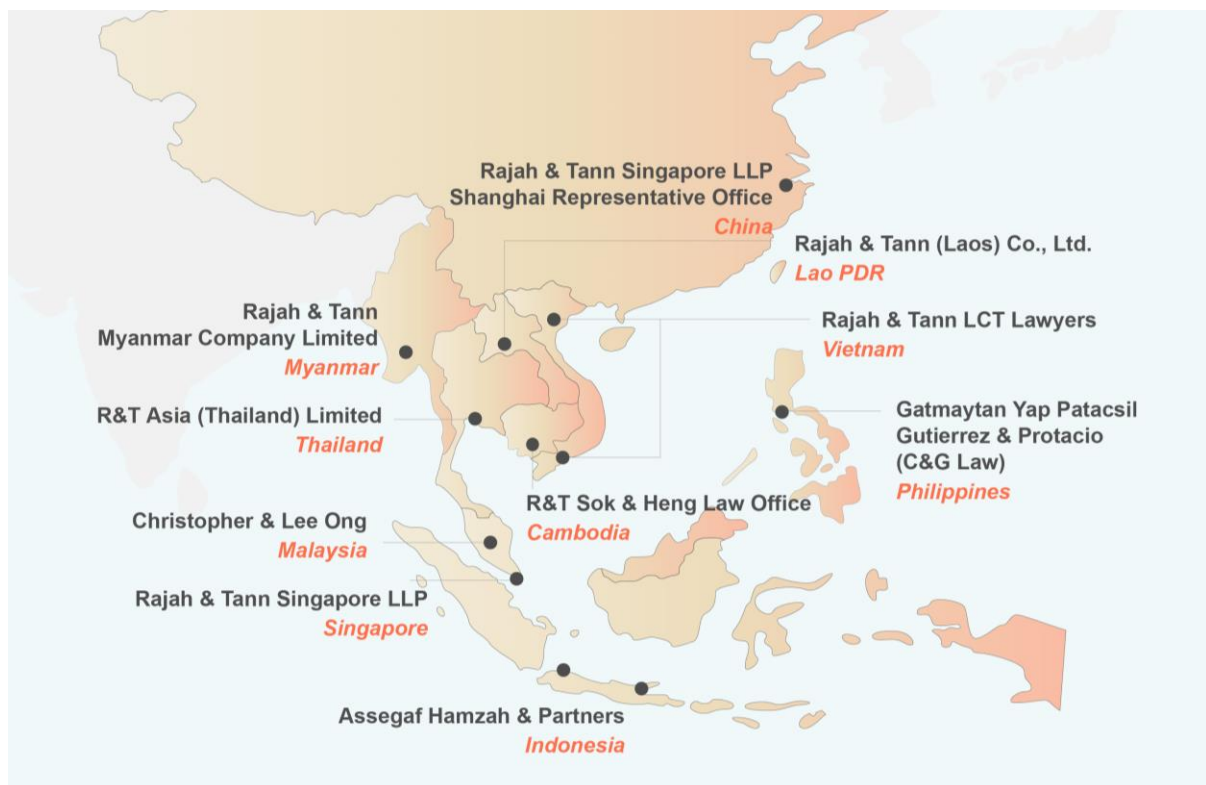 Rajah & Tann Singapore LLP
Shanghai Representative Office
China
Rajah & Tann (Laos) Co., Ltd.
Lao PDR
Rajah & Tann
Myanmar Company Limited
Myanmar
Rajah & Tann LCT Lawyers
Vietnam
R&T Asia (Thailand) Limited
Thailand
Gatmaytan Yap Patacsil
Gutierrez & Protacio
(C&G Law)
Philippines
R&T Sok & Heng Law Office
Cambodia
Christopher & Lee Ong
Malaysia
Rajah & Tann Singapore LLP
Singapore
Assegaf Hamzah & Partners
Indonesia